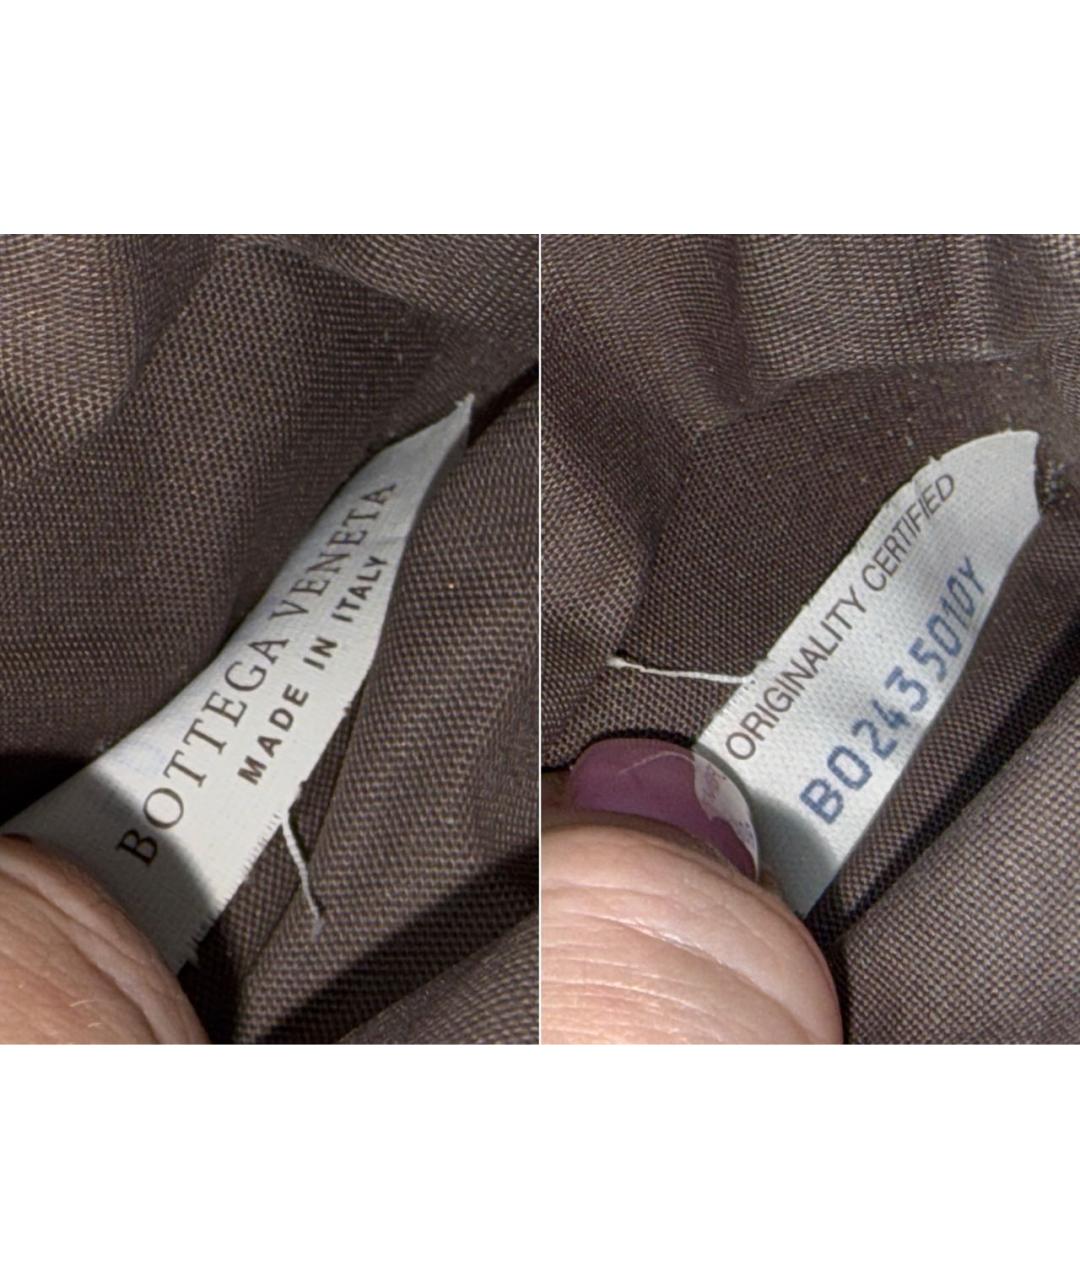 BOTTEGA VENETA
MADE IN ITALY
ORIGINALITY CERTIFIED
B02435010Y